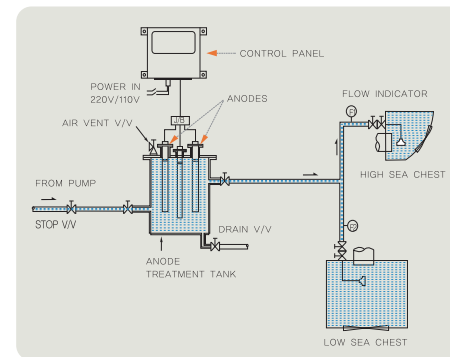 CONTROL PANEL
POWER IN
220V/110V
J/B
ANODES
AIR VENT V/V
FLOW INDICATOR
HIGH SEA CHEST
FROM PUMP
STOP V/V
DRAIN V/V
ANODE
TREATMENT TANK
LOW SEA CHEST